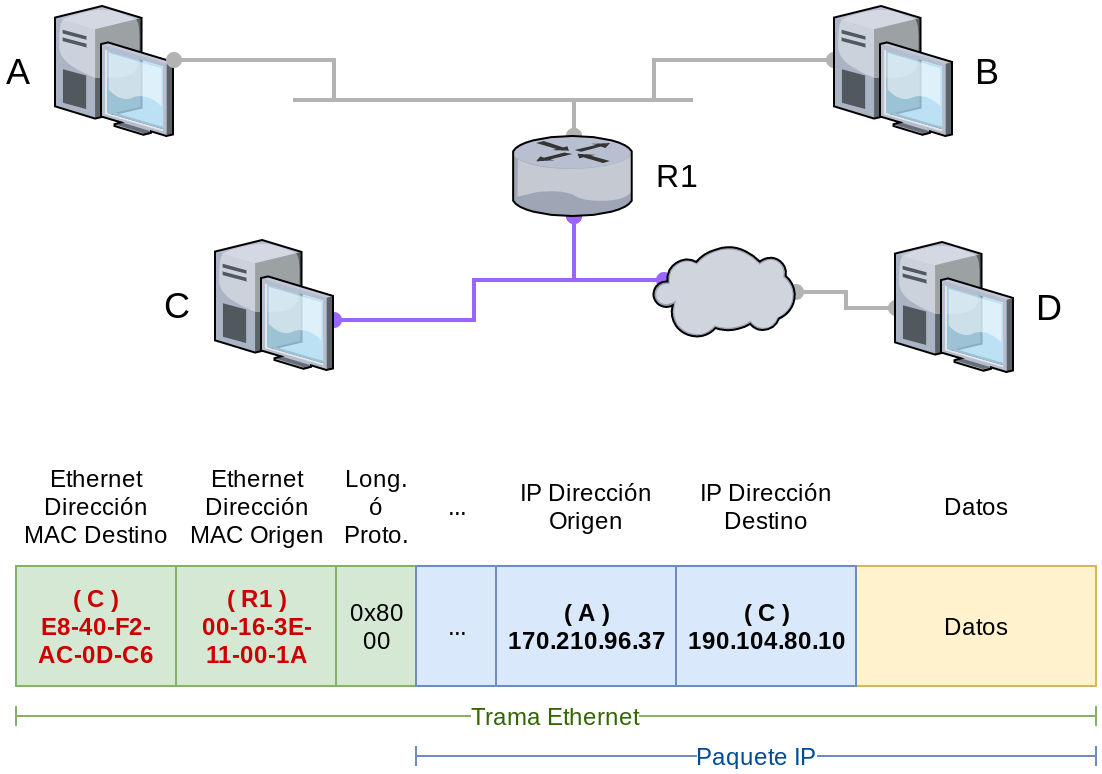 A
B
R1
C
D
Ethernet
Dirección
MAC Destino
Ethernet
Dirección
MAC Origen
Long.
ó
Proto.
...
IP Dirección
Origen
IP Dirección
Destino
Datos
( C )
E8-40-F2-
AC-0D-C6
( R1 )
00-16-3E-
11-00-1A
0x80
00
...
( A )
170.210.96.37
( C )
190.104.80.10
Datos
Trama Ethernet
Paquete IP